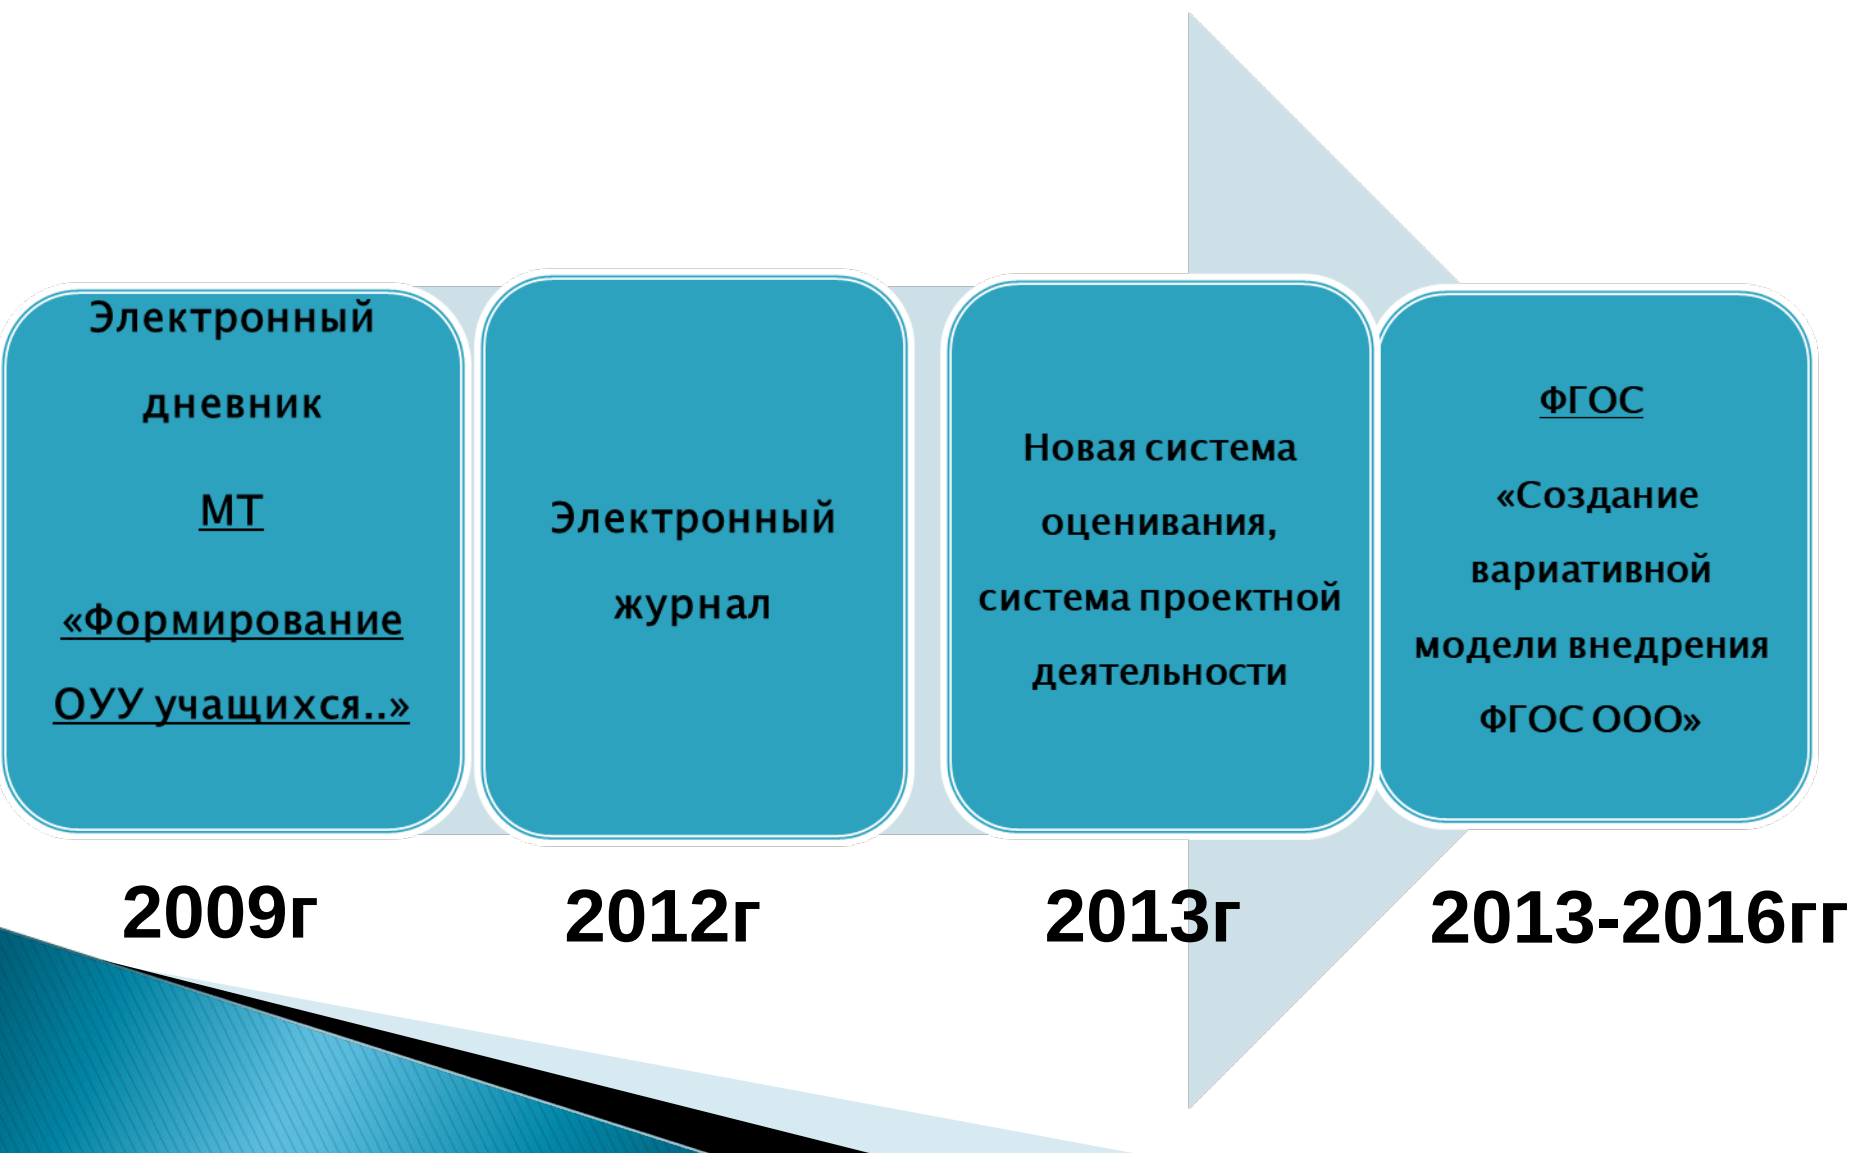 Электронный
дневник
МТ
«Формирование
ОУУ учащихся..»
Электронный
журнал
Новая система
оценивания,
система проектной
деятельности
ФГОС
«Создание
вариативной
модели внедрения
ФГОС ООО»
2009г
2012г
2013г
2013-2016гг